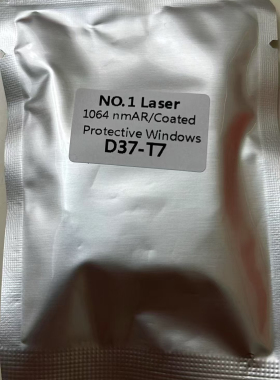 NO.1 Laser
1064 nmAR/Coated
Protective Windows
D37-T7